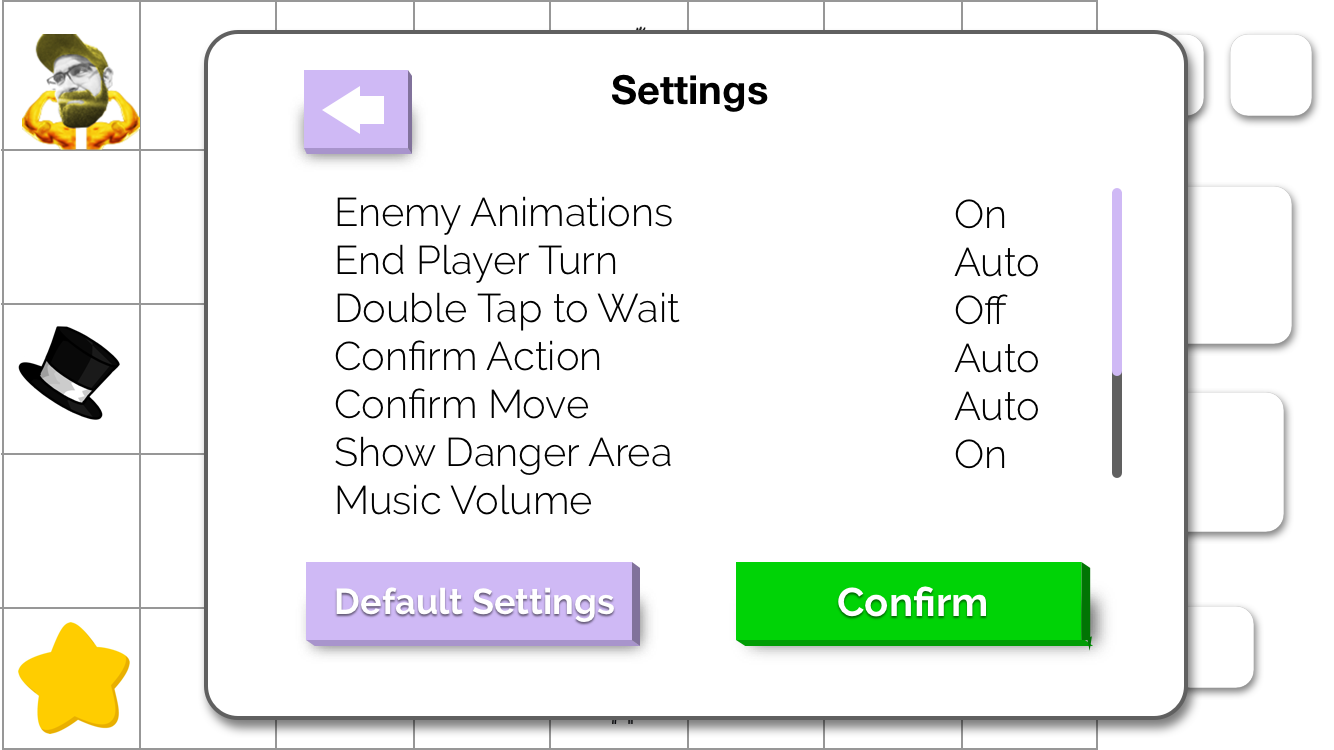 Settings
Enemy Animations On
End Player Turn Auto
Double Tap to Wait Off
Confirm Action Auto
Confirm Move Auto
Show Danger Area On
Music Volume
Default Settings Confirm